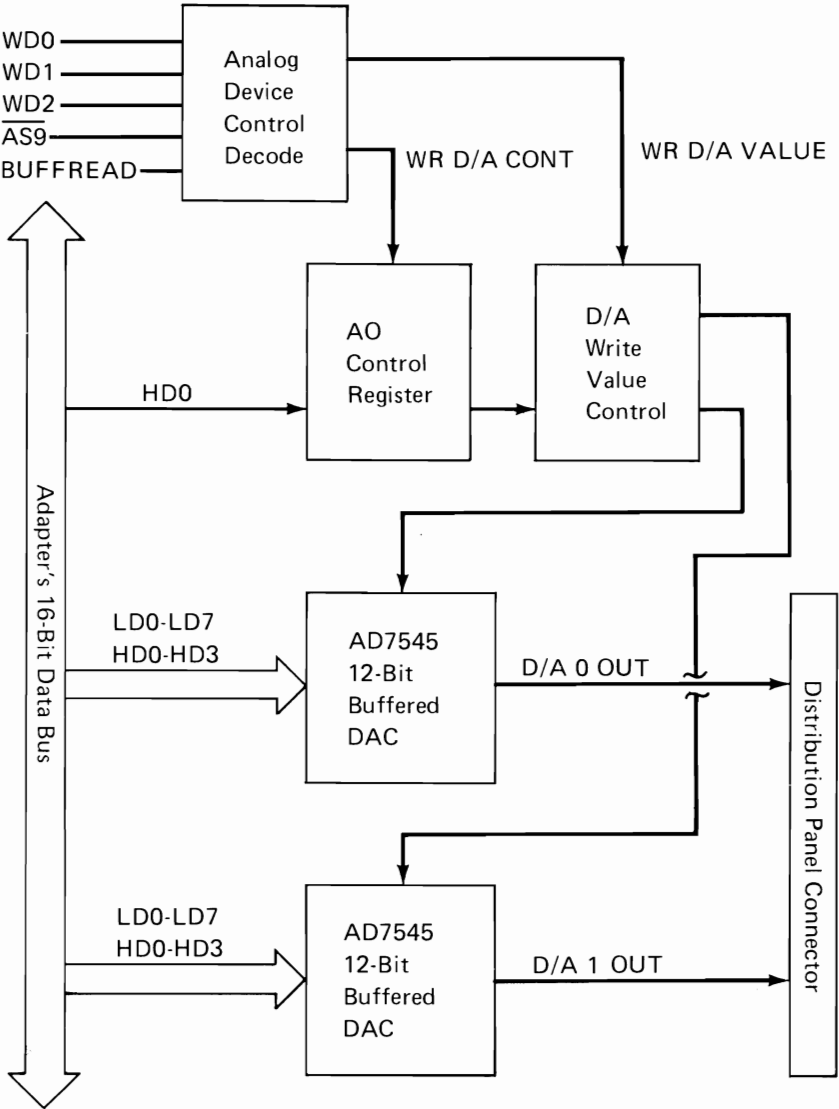 WD0
WD1
WD2
AS9
BUFFREAD
Analog
Device
Control
Decode
WR D/A CONT
WR D/A VALUE
AO
Control
Register
D/A
Write
Value
Control
HD0
Adapter's 16-Bit Data Bus
LD0-LD7
HD0-HD3
AD7545
12-Bit
Buffered
DAC
D/A 0 OUT
Distribution Panel Connector
LD0-LD7
HD0-HD3
AD7545
12-Bit
Buffered
DAC
D/A 1 OUT